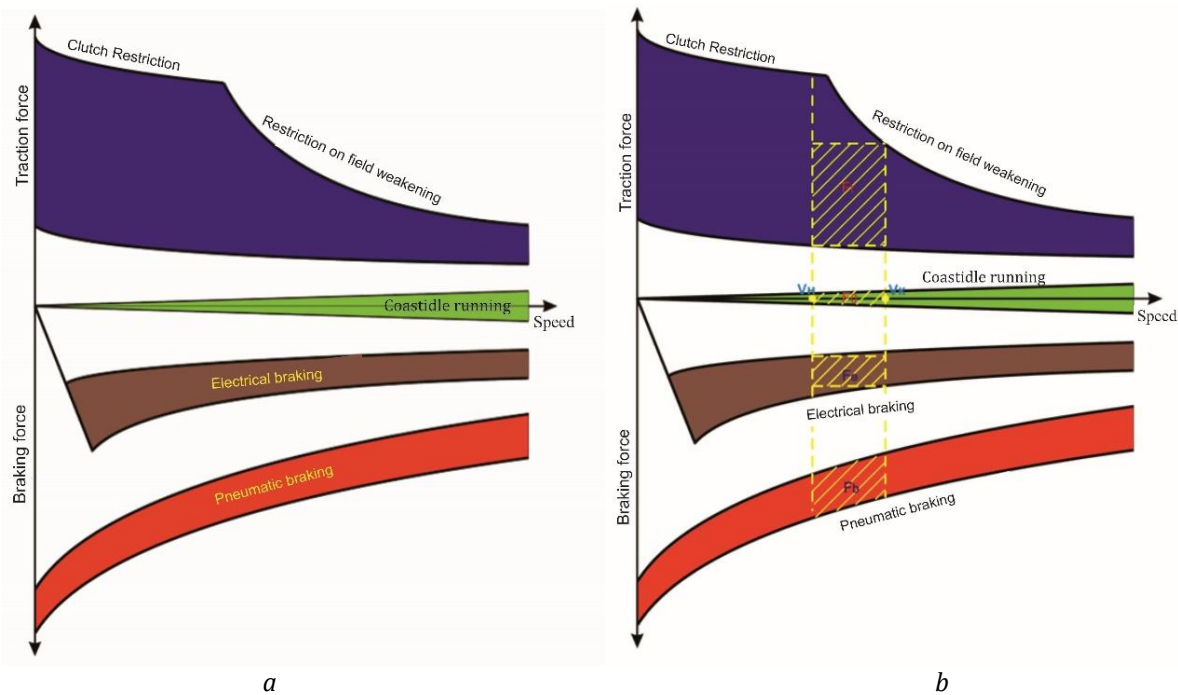 Clutch Restriction
Restriction on field weakening
Traction force
Coastidle running
Speed
Electrical braking
Braking force
Pneumatic braking
a
Clutch Restriction
Restriction on field weakening
Traction force
Coastidle running
Speed
Electrical braking
Braking force
Pneumatic braking
Fb
b